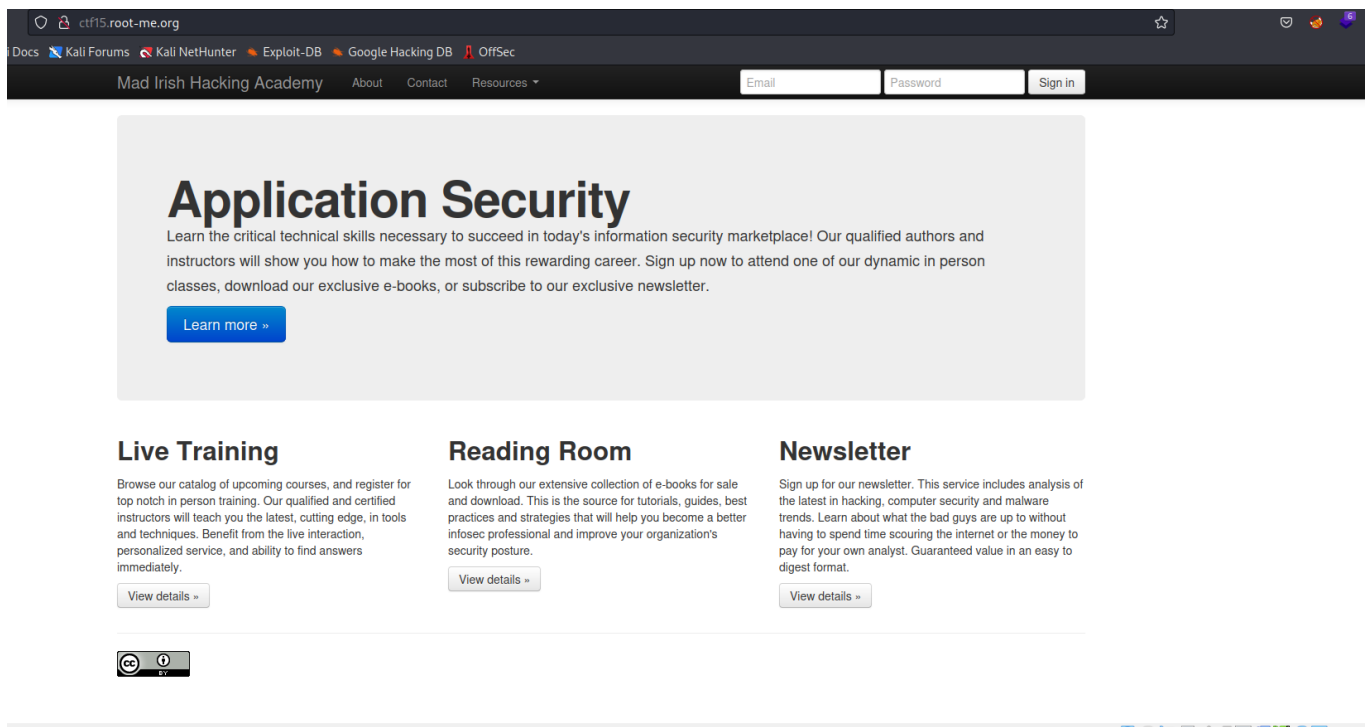 ctf15.root-me.org
6
i Docs Kali Forums Kali NetHunter Exploit-DB Google Hacking DB OffSec
Mad Irish Hacking Academy About Contact Resources Email Password Sign in
Application Security
Learn the critical technical skills necessary to succeed in today's information security marketplace! Our qualified authors and
instructors will show you how to make the most of this rewarding career. Sign up now to attend one of our dynamic in person
classes, download our exclusive e-books, or subscribe to our exclusive newsletter.
Learn more »
Live Training
Browse our catalog of upcoming courses, and register for
top notch in person training. Our qualified and certified
instructors will teach you the latest, cutting edge, in tools
and techniques. Benefit from the live interaction,
personalized service, and ability to find answers
immediately.
View details »
Reading Room
Look through our extensive collection of e-books for sale
and download. This is the source for tutorials, guides, best
practices and strategies that will help you become a better
infosec professional and improve your organization's
security posture.
View details »
Newsletter
Sign up for our newsletter. This service includes analysis of
the latest in hacking, computer security and malware
trends. Learn about what the bad guys are up to without
having to spend time scouring the internet or the money to
pay for your own analyst. Guaranteed value in an easy to
digest format.
View details »
cc
BY